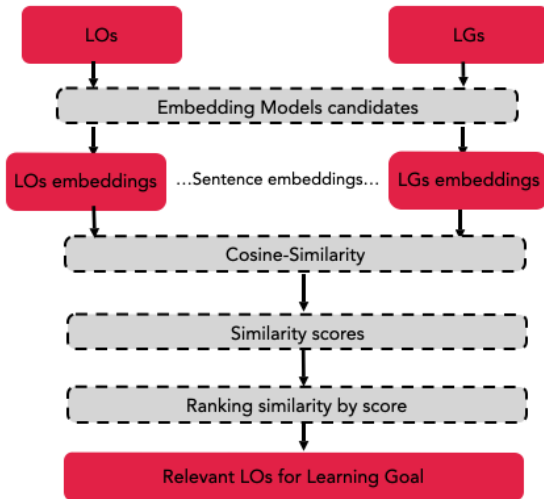 LOs
LGs
Embedding Models candidates
LOs embeddings
...Sentence embeddings...
LGs embeddings
Cosine-Similarity
Similarity scores
Ranking similarity by score
Relevant LOs for Learning Goal